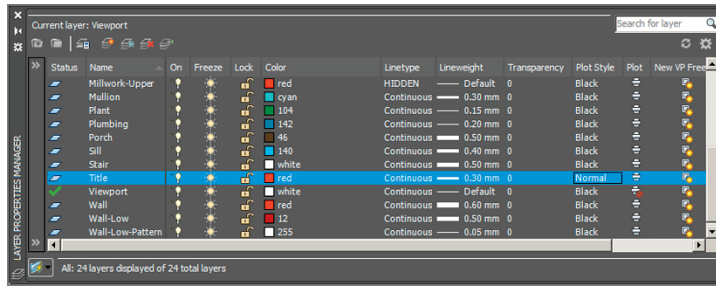 Current layer: Viewport
Search for layer
Status Name On Freeze Lock Color Linetype Lineweight Transparency Plot Style Plot New VP Free
Millwork-Upper red HIDDEN Default 0 Black
Mullion cyan Continuous 0.30 mm 0 Black
Plant 104 Continuous 0.15 mm 0 Black
Plumbing 142 Continuous 0.20 mm 0 Black
Porch 46 Continuous 0.50 mm 0 Black
Sill 140 Continuous 0.40 mm 0 Black
Stair white Continuous 0.50 mm 0 Black
Title red Continuous 0.30 mm 0 Normal
Viewport white Continuous Default 0 Black
Wall red Continuous 0.60 mm 0 Black
Wall-Low 12 Continuous 0.50 mm 0 Black
Wall-Low-Pattern 255 Continuous 0.05 mm 0 Black
LAYER PROPERTIES MANAGER
All: 24 layers displayed of 24 total layers